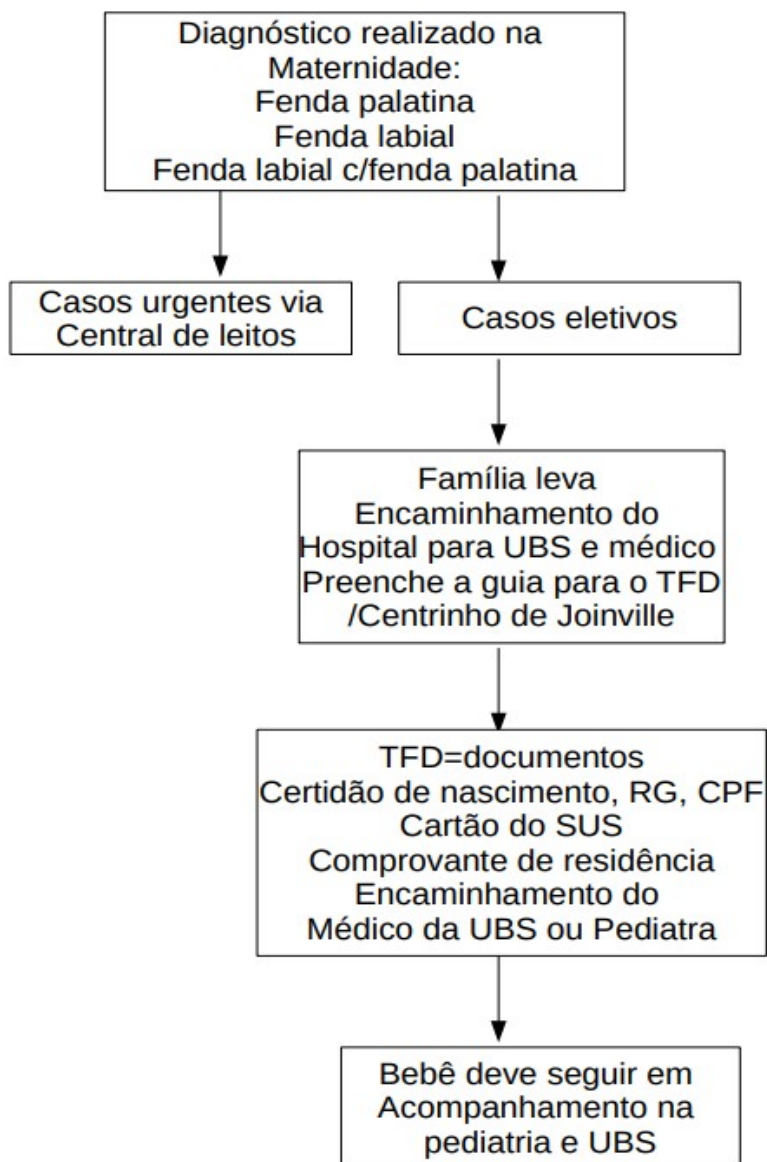 Diagnóstico realizado na
Maternidade:
Fenda palatina
Fenda labial
Fenda labial c/fenda palatina
Casos urgentes via
Central de leitos
Casos eletivos
Família leva
Encaminhamento do
Hospital para UBS e médico
Preenche a guia para o TFD
/Centrinho de Joinville
TFD=documentos
Certidão de nascimento, RG, CPF
Cartão do SUS
Comprovante de residência
Encaminhamento do
Médico da UBS ou Pediatra
Bebê deve seguir em
Acompanhamento na
pediatria e UBS